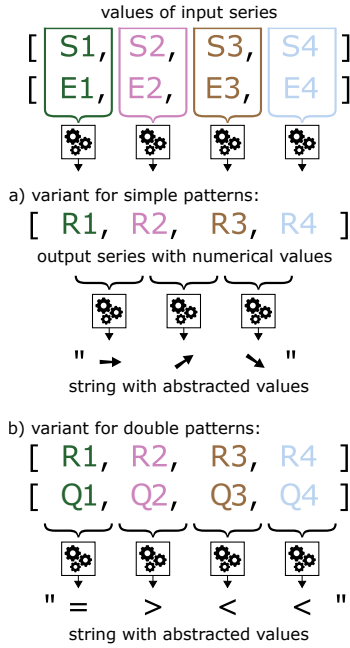 values of input series
[ S1, S2, S3, S4 ]
[ E1, E2, E3, E4 ]
a) variant for simple patterns:
[ R1, R2, R3, R4 ]
output series with numerical values
" → ↗ ↘ "
string with abstracted values
b) variant for double patterns:
[ R1, R2, R3, R4 ]
[ Q1, Q2, Q3, Q4 ]
" = > < < "
string with abstracted values